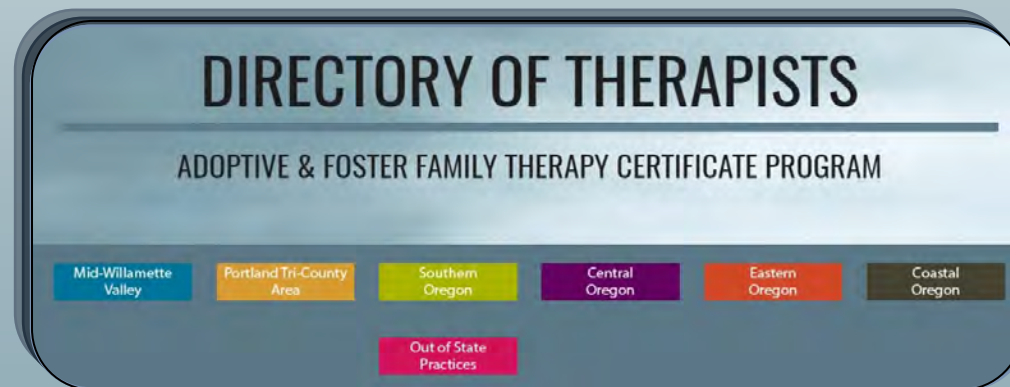 DIRECTORY OF THERAPISTS
ADOPTIVE & FOSTER FAMILY THERAPY CERTIFICATE PROGRAM
Mid-Willamette
Valley
Portland Tri-County
Area
Southern
Oregon
Central
Oregon
Eastern
Oregon
Coastal
Oregon
Out of State
Practices